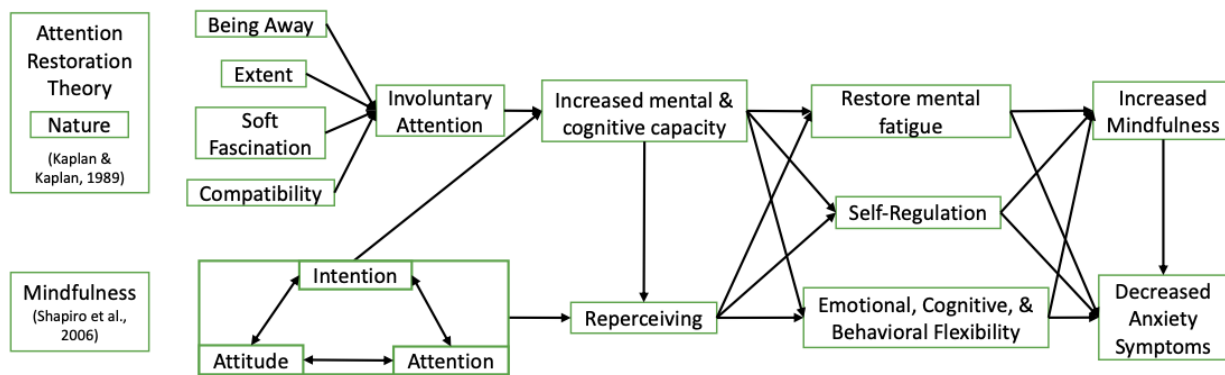 Attention
Restoration
Theory
Nature
(Kaplan &
Kaplan, 1989)
Being Away
Extent
Soft
Fascination
Compatibility
Involuntary
Attention
Increased mental &
cognitive capacity
Restore mental
fatigue
Increased
Mindfulness
Self-Regulation
Mindfulness
(Shapiro et al.,
2006)
Intention
Attitude
Attention
Reperceiving
Emotional, Cognitive, &
Behavioral Flexibility
Decreased
Anxiety
Symptoms